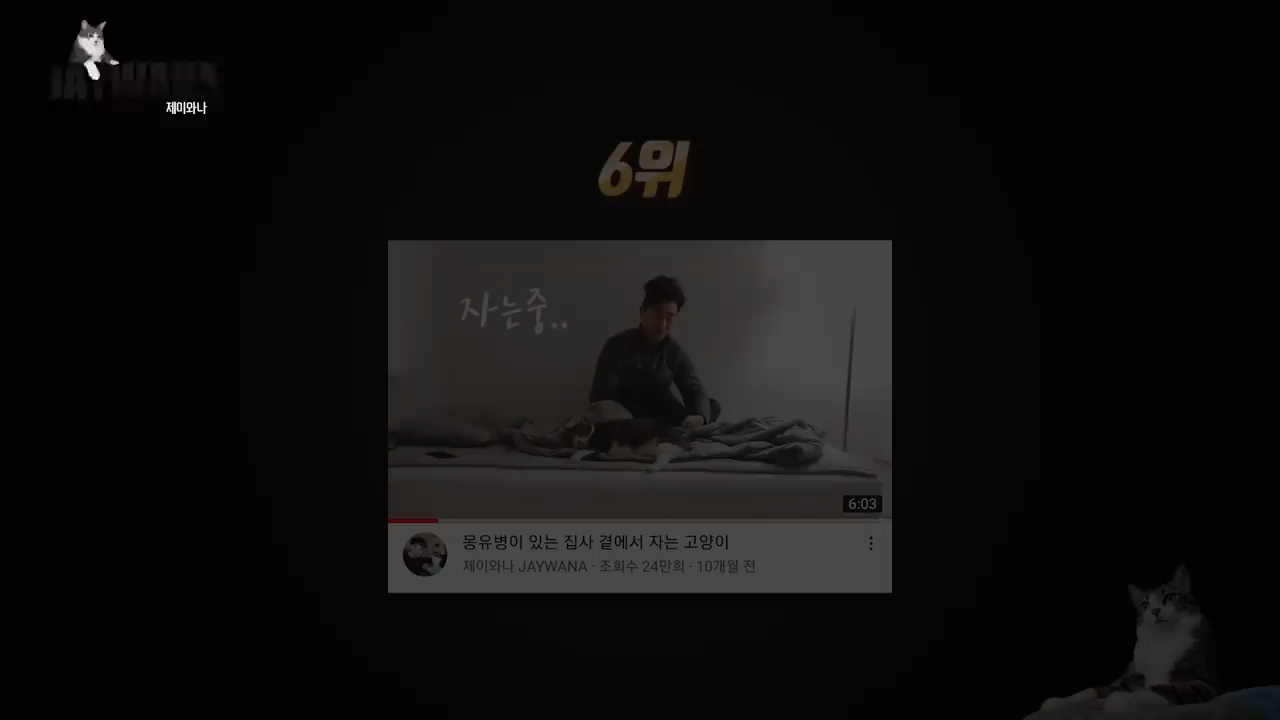 JAYWANA
제이와나
6위
자는중..
6:03
몽유병이 있는 집사 곁에서 자는 고양이
제이와나 JAYWANA · 조회수 24만회 · 10개월 전